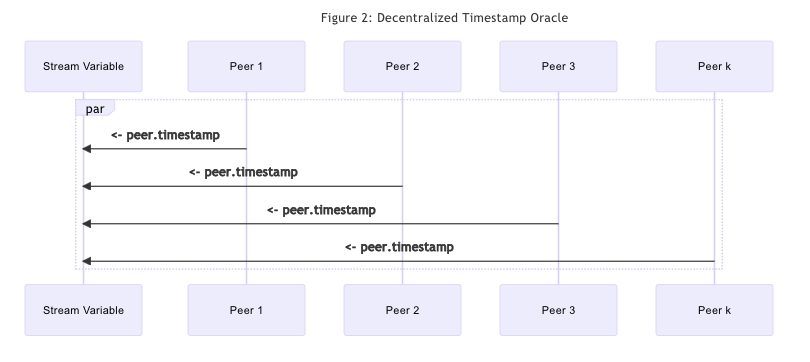 Figure 2: Decentralized Timestamp Oracle
Stream Variable
Peer 1
Peer 2
Peer 3
Peer k
par
<- peer.timestamp
<- peer.timestamp
<- peer.timestamp
<- peer.timestamp
Stream Variable
Peer 1
Peer 2
Peer 3
Peer k